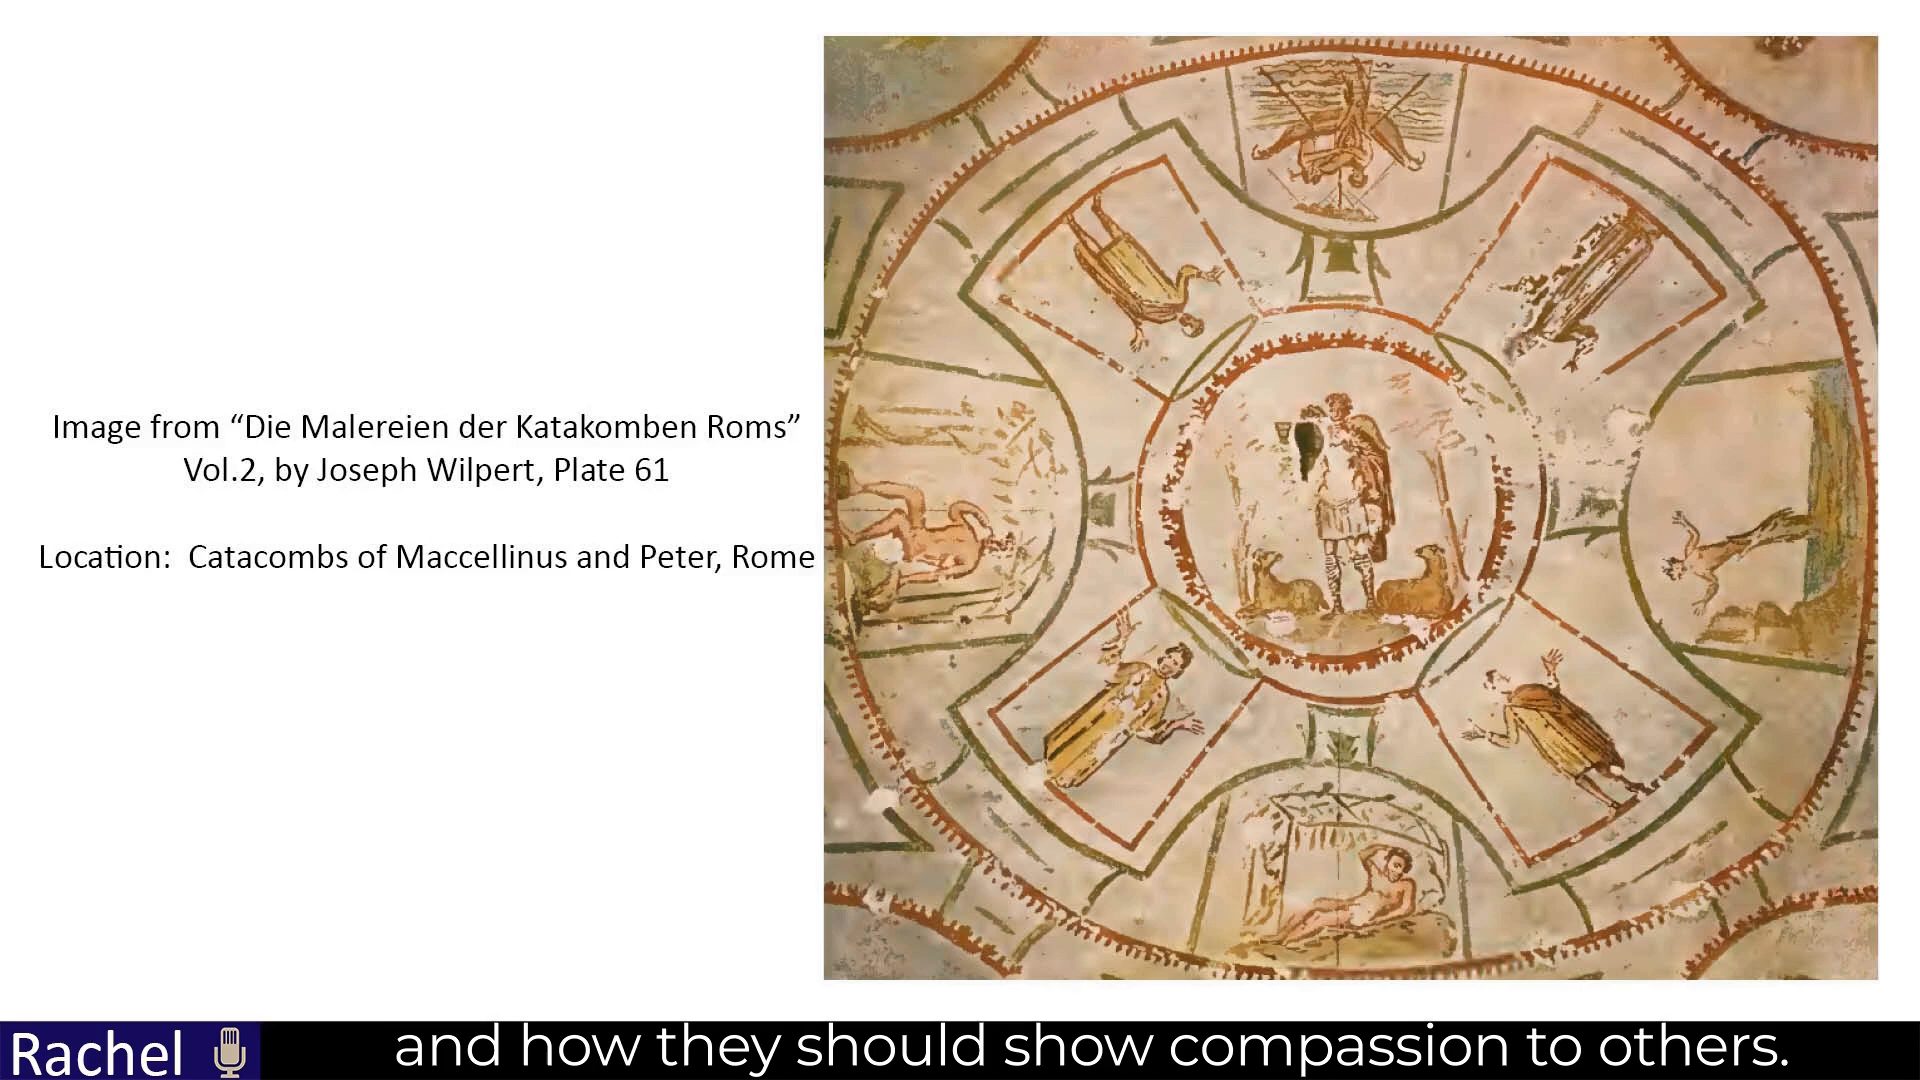 Image from “Die Malereien der Katakomben Roms”
Vol.2, by Joseph Wilpert, Plate 61
Location:  Catacombs of Maccellinus and Peter, Rome
Rachel
and how they should show compassion to others.